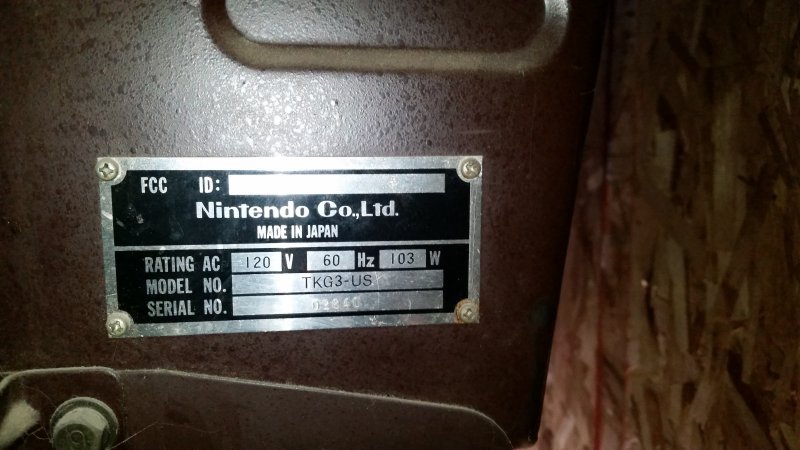 FCC ID:
Nintendo Co.,Ltd.
MADE IN JAPAN
RATING AC 120 V 60 Hz 103 W
MODEL NO. TKG3-US
SERIAL NO.